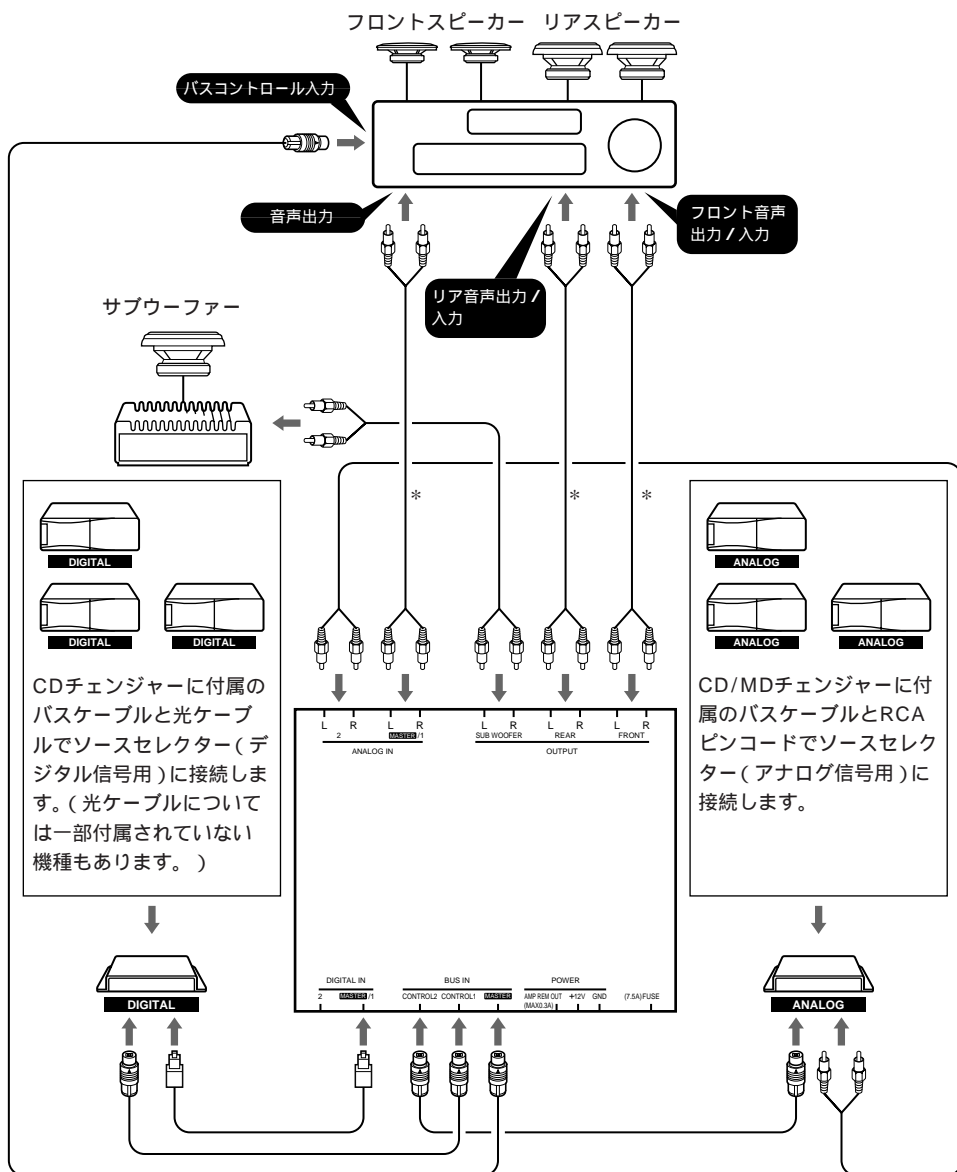 フロントスピーカー リアスピーカー
バスコントロール入力
音声出力
フロント音声
出力/入力
リア音声出力/
入力
サブウーファー
* * *
DIGITAL
DIGITAL DIGITAL
CDチェンジャーに付属の
バスケーブルと光ケーブ
ルでソースセレクター(デ
ジタル信号用)に接続しま
す。(光ケーブルについて
は一部付属されていない
機種もあります。 )
ANALOG
ANALOG ANALOG
CD/MDチェンジャーに付
属のバスケーブルとRCA
ピンコードでソースセレク
ター(アナログ信号用)に
接続します。
L R L R L R L R L R
2 MASTER/1 SUB WOOFER REAR FRONT
ANALOG IN OUTPUT
DIGITAL IN BUS IN POWER
2 MASTER/1 CONTROL2 CONTROL1 MASTER AMP REM OUT +12V GND (7.5A)FUSE
(MAX0.3A)
DIGITAL
ANALOG